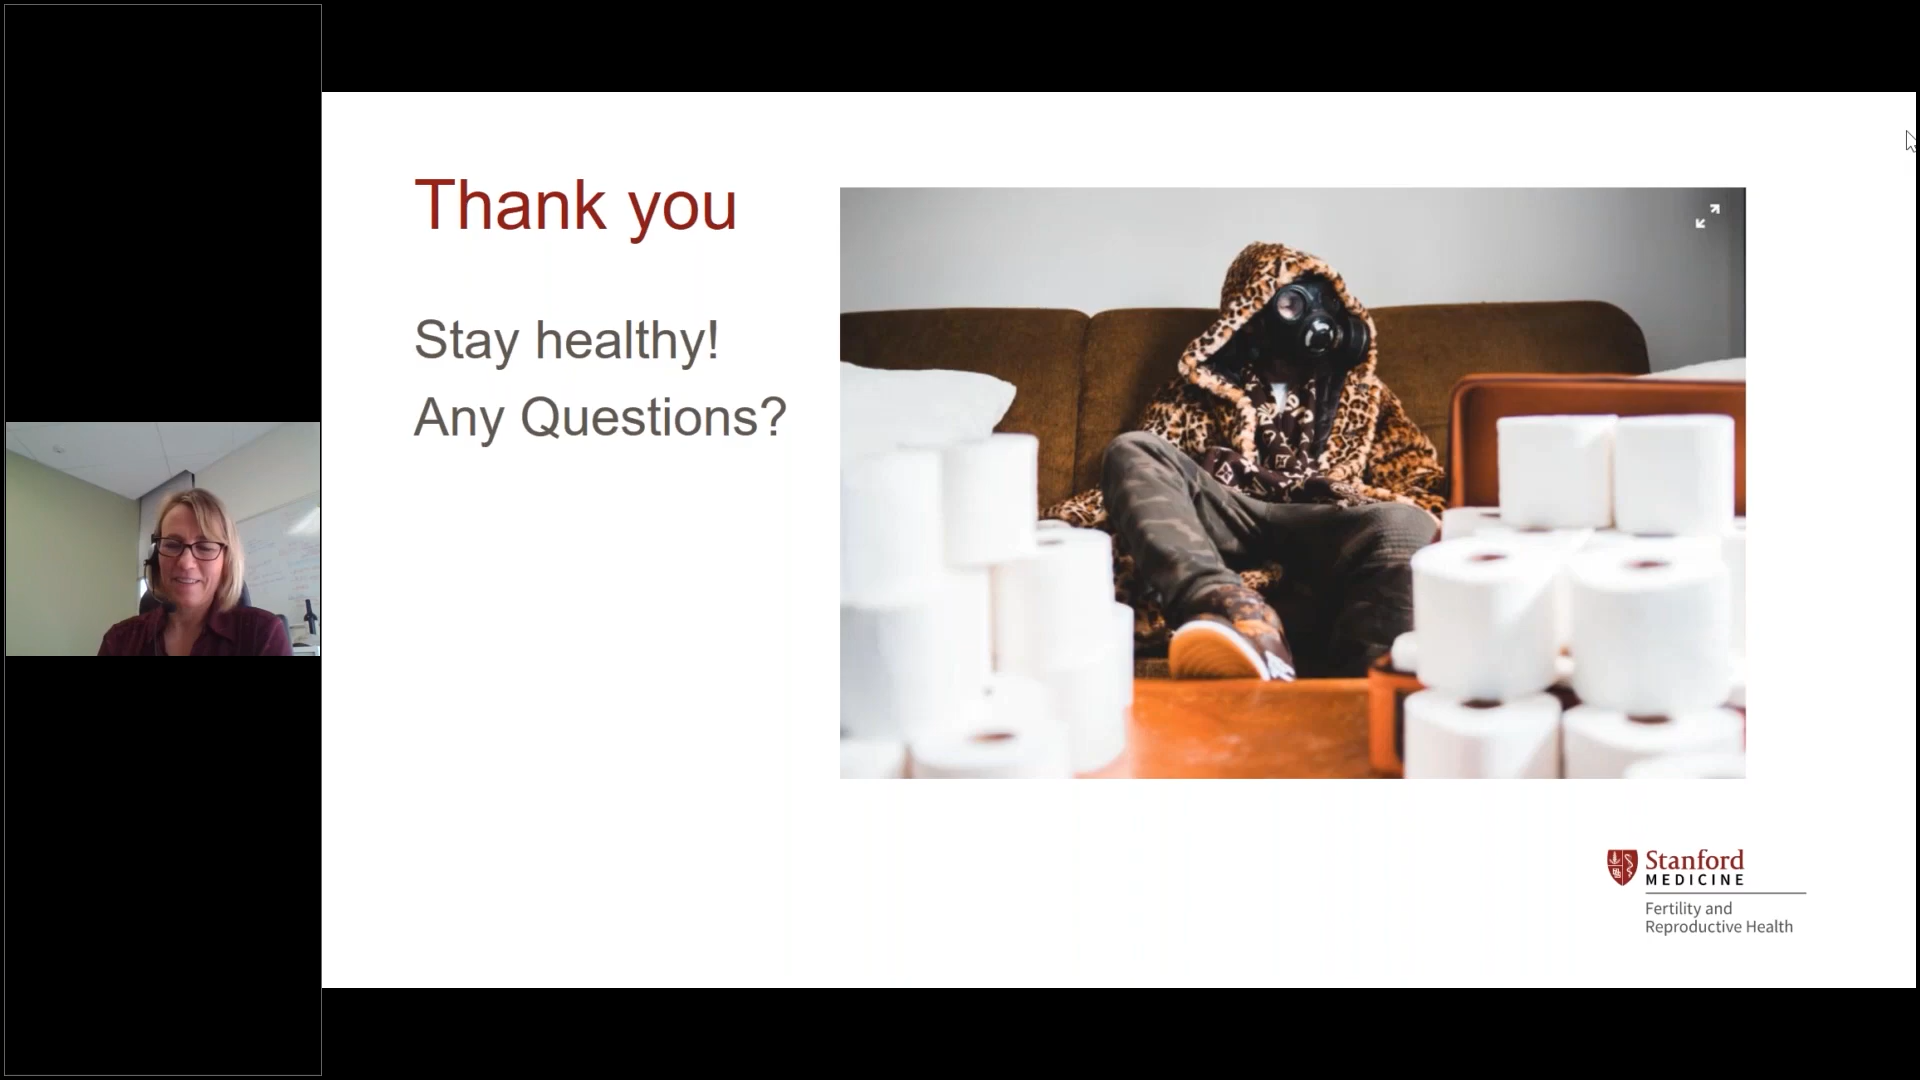 Thank you
Stay healthy!
Any Questions?
Stanford
MEDICINE
Fertility and
Reproductive Health